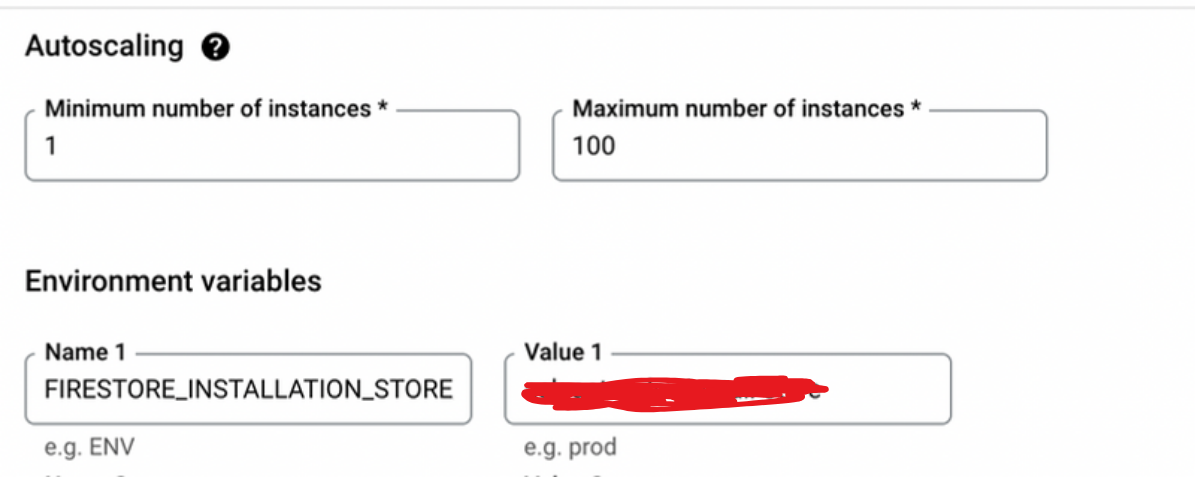 Autoscaling ?
Minimum number of instances * Maximum number of instances *
1 100
Environment variables
Name 1 Value 1
FIRESTORE_INSTALLATION_STORE
e.g. ENV e.g. prod